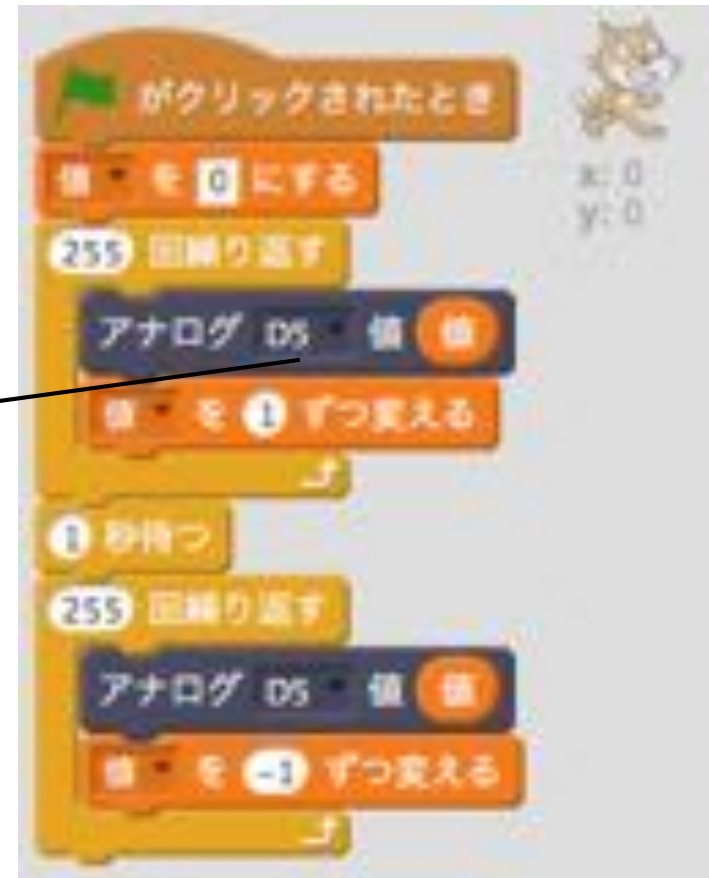 がクリックされたとき
値 を 0 にする
255 回繰り返す
アナログ D5 値 値
値 を 1 ずつ変える
1 秒待つ
255 回繰り返す
アナログ D5 値 値
値 を -1 ずつ変える
x: 0
y: 0